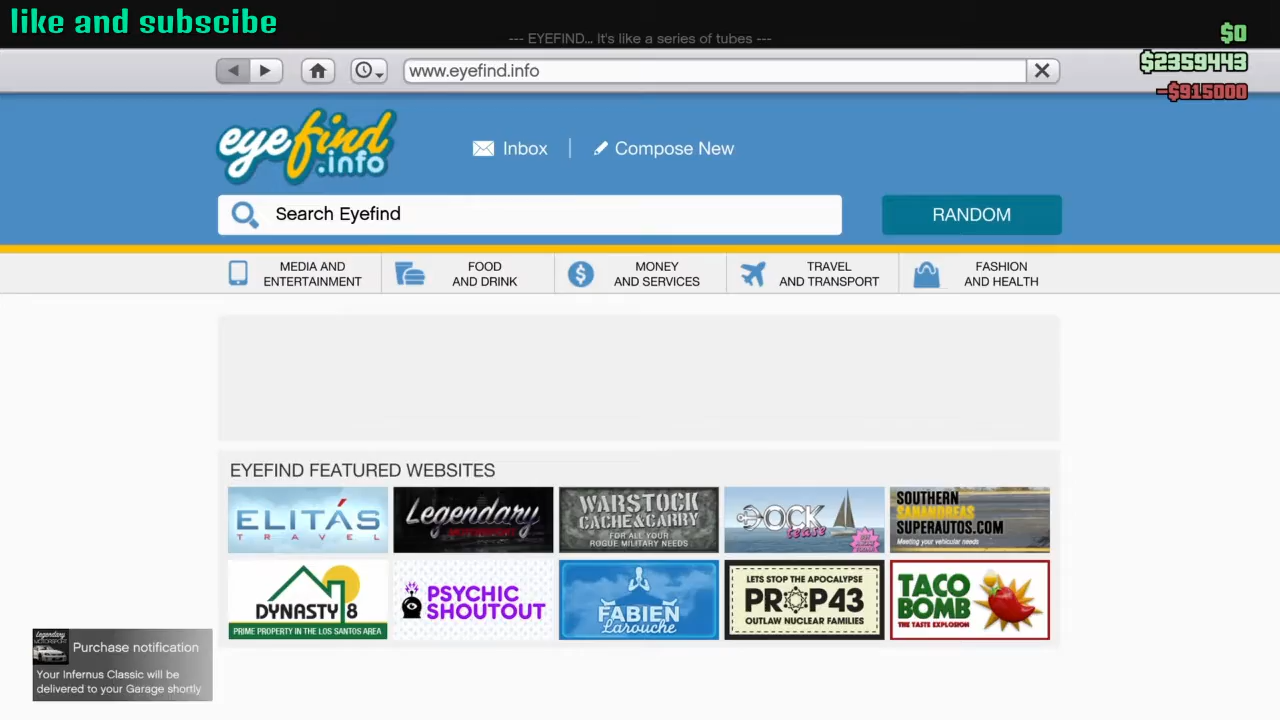 like and subscibe
--- EYEFIND... It's like a series of tubes ---
$0
$2359443
-$915000
www.eyefind.info
eyefind
.info
Inbox
Compose New
Search Eyefind
RANDOM
MEDIA AND
ENTERTAINMENT
FOOD
AND DRINK
MONEY
AND SERVICES
TRAVEL
AND TRANSPORT
FASHION
AND HEALTH
EYEFIND FEATURED WEBSITES
ELITÁS
TRAVEL
Legendary
MOTORSPORT
WARSTOCK
CACHE&CARRY
FOR ALL YOUR
ROGUE MILITARY NEEDS
DOCK
tease
SOUTHERN
SANANDREAS
SUPERAUTOS.COM
Meeting your vehicular needs
DYNASTY 8
PRIME PROPERTY IN THE LOS SANTOS AREA
PSYCHIC
SHOUTOUT
FABIEN
Larouche
LETS STOP THE APOCALYPSE
PROP43
OUTLAW NUCLEAR FAMILIES
TACO
BOMB
THE TASTE EXPLOSION
Legendary
Purchase notification
Your Infernus Classic will be
delivered to your Garage shortly